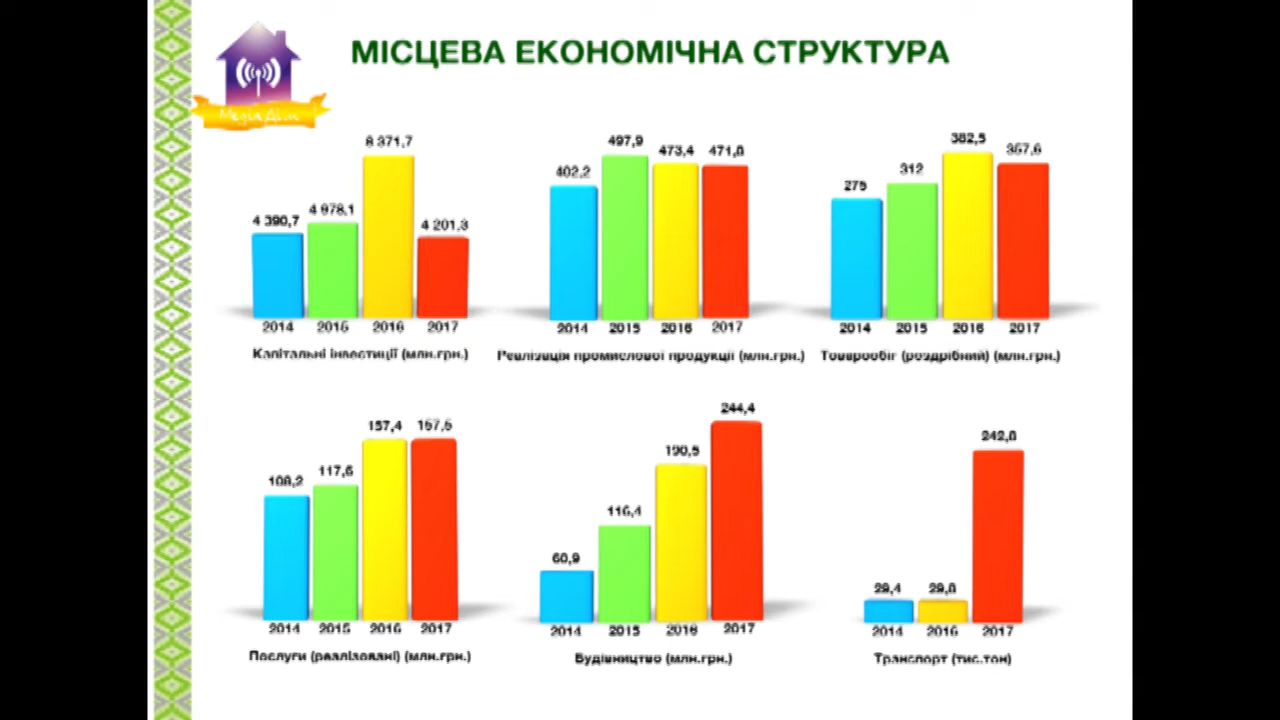 МІСЦЕВА ЕКОНОМІЧНА СТРУКТУРА
Медіа Дім
4 390,7
4 978,1
8 371,7
4 201,3
2014 2015 2016 2017
Капітальні інвестиції (млн.грн.)
402,2
497,9
473,4
471,8
2014 2015 2016 2017
Реалізація промислової продукції (млн.грн.)
275
312
382,5
357,6
2014 2015 2016 2017
Товарообіг (роздрібний) (млн.грн.)
108,2
117,6
157,4
2014 2015 2016 2017
Послуги (реалізовані) (млн.грн.)
60,9
116,4
190,5
244,4
2014 2015 2016 2017
Будівництво (млн.грн.)
29,4
29,8
242,8
2014 2016 2017
Транспорт (тис.тон)